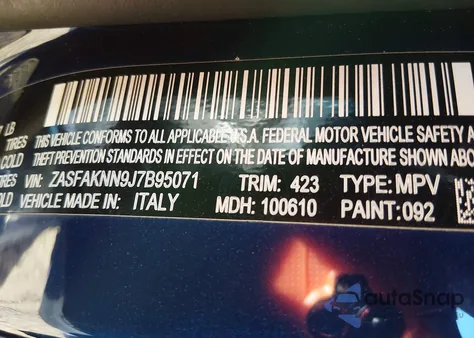 LB
TIRES THIS VEHICLE CONFORMS TO ALL APPLICABLE U.S.A. FEDERAL MOTOR VEHICLE SAFETY
COLD THEFT PREVENTION STANDARDS IN EFFECT ON THE DATE OF MANUFACTURE SHOWN ABO
TIRES VIN: ZASFAKNN9J7B95071 TRIM: 423 TYPE: MPV
OLD VEHICLE MADE IN: ITALY MDH: 100610 PAINT: 092
autoSnap